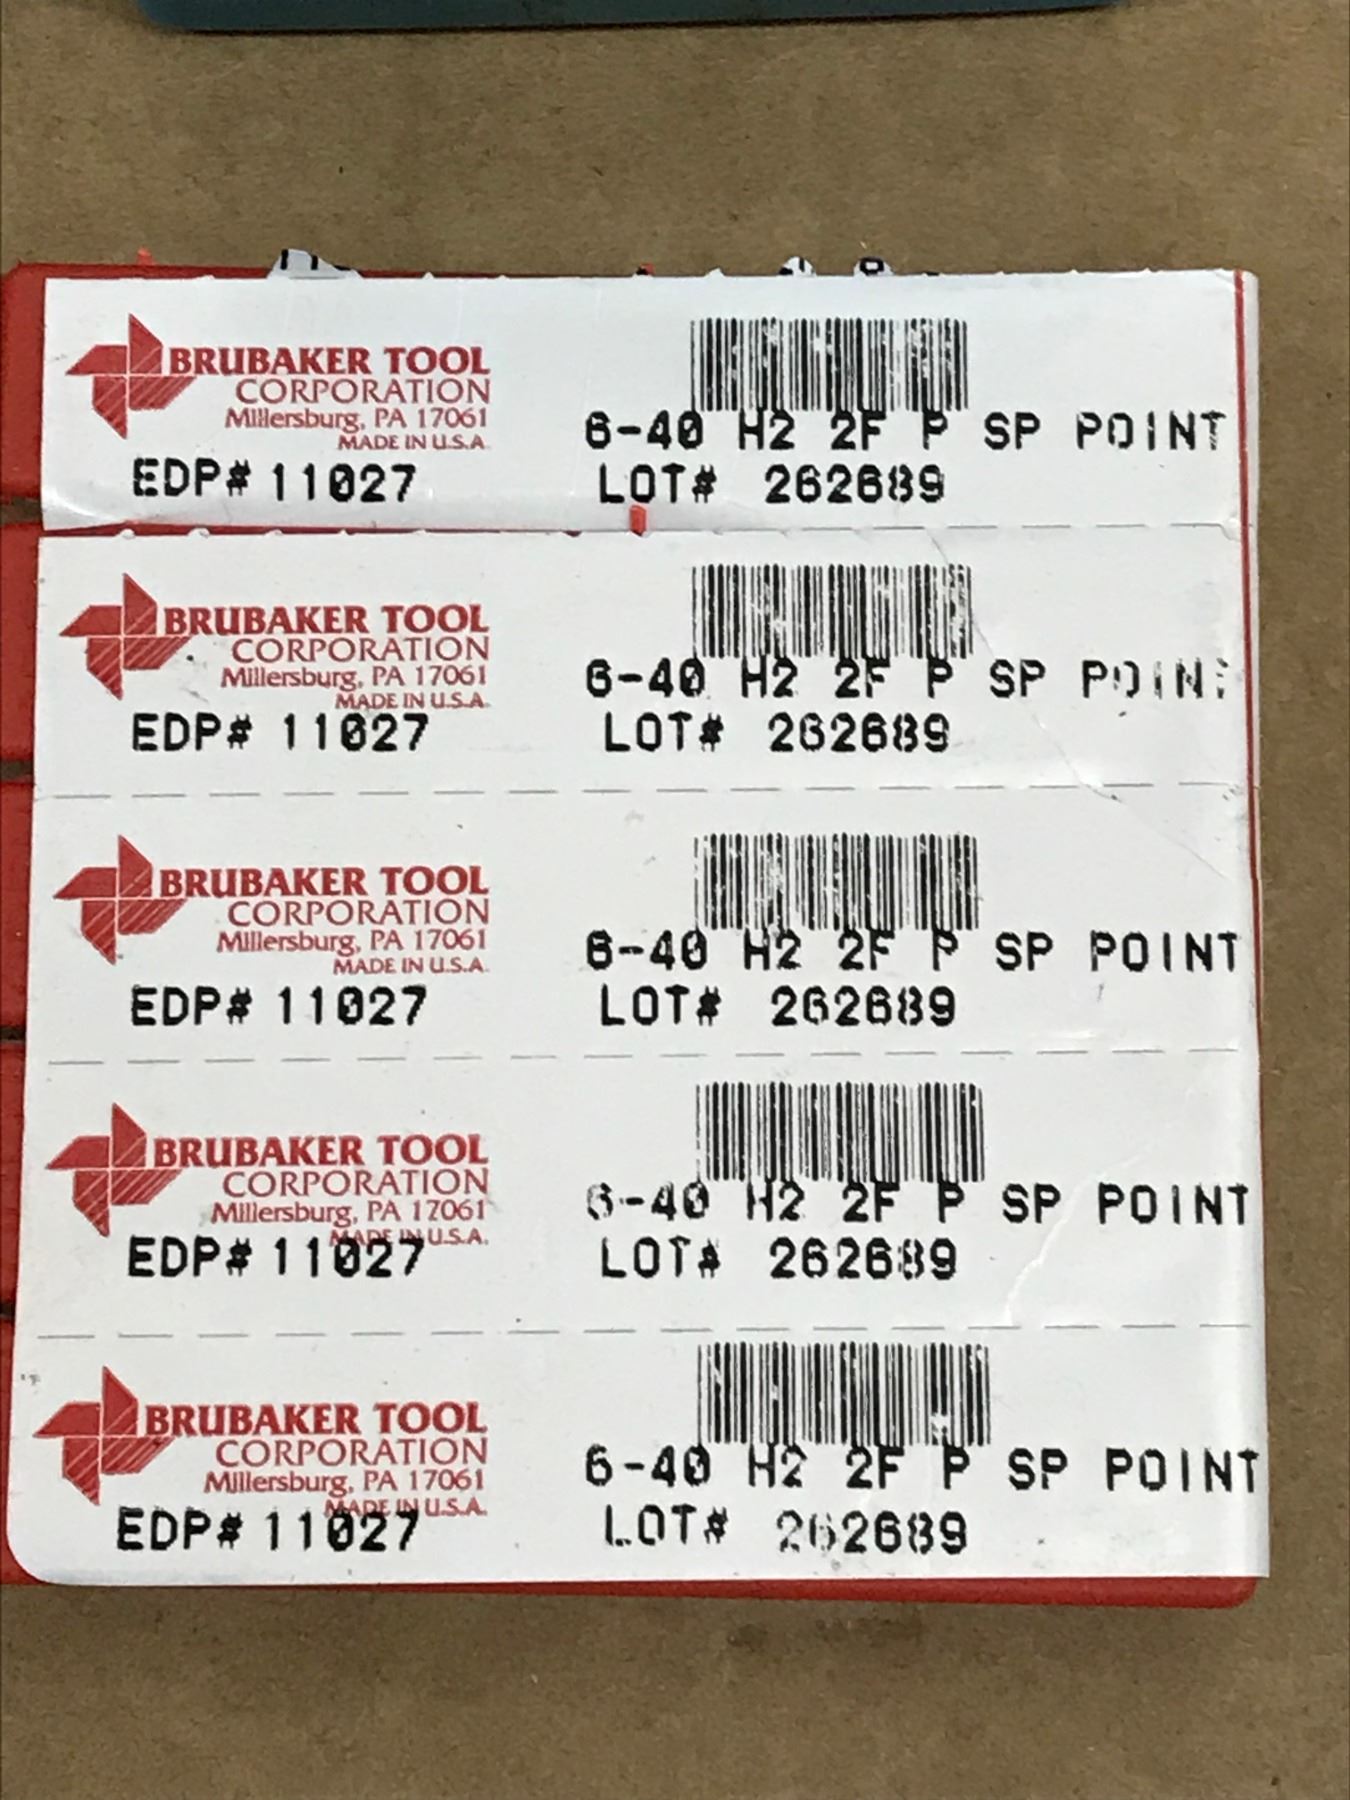 BRUBAKER TOOL
CORPORATION
Millersburg, PA 17061
MADE IN U.S.A.
EDP# 11027
6-40 H2 2F P SP POINT
LOT# 262689
BRUBAKER TOOL
CORPORATION
Millersburg, PA 17061
MADE IN U.S.A.
EDP# 11027
6-40 H2 2F P SP POINT
LOT# 262689
BRUBAKER TOOL
CORPORATION
Millersburg, PA 17061
MADE IN U.S.A.
EDP# 11027
6-40 H2 2F P SP POINT
LOT# 262689
BRUBAKER TOOL
CORPORATION
Millersburg, PA 17061
MADE IN U.S.A.
EDP# 11027
6-40 H2 2F P SP POINT
LOT# 262689
BRUBAKER TOOL
CORPORATION
Millersburg, PA 17061
MADE IN U.S.A.
EDP# 11027
6-40 H2 2F P SP POINT
LOT# 262689